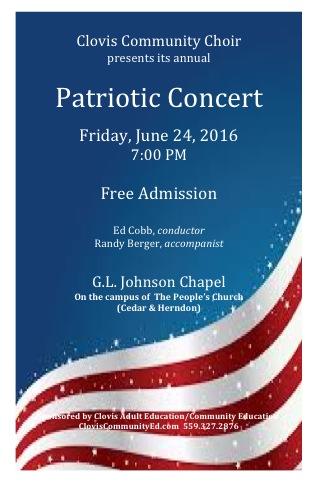 Clovis Community Choir
presents its annual
Patriotic Concert
Friday, June 24, 2016
7:00 PM
Free Admission
Ed Cobb, conductor
Randy Berger, accompanist
G.L. Johnson Chapel
On the campus of The People's Church
(Cedar & Herndon)
Sponsored by Clovis Adult Education/Community Education
ClovisCommunityEd.com 559.327.2876